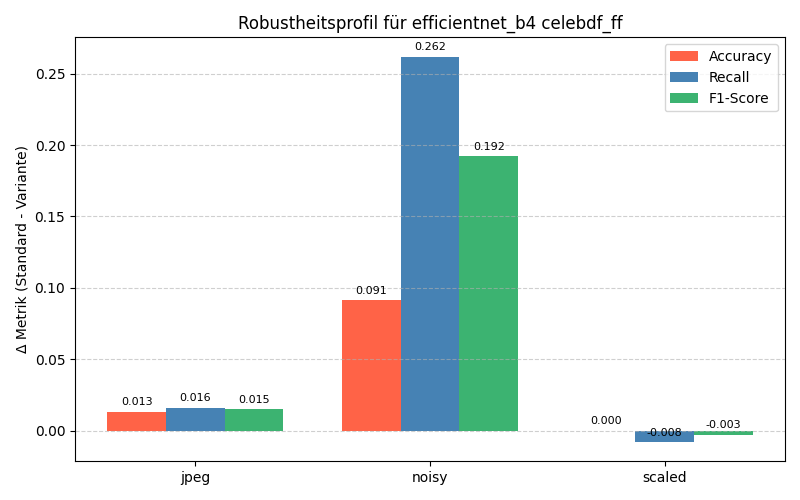 Robustheitsprofil für efficientnet_b4 celebdf_ff
Δ Metrik (Standard - Variante)
0.25
0.20
0.15
0.10
0.05
0.00
Accuracy
Recall
F1-Score
0.013
0.016
0.015
0.091
0.262
0.192
0.000
-0.008
-0.003
jpeg
noisy
scaled